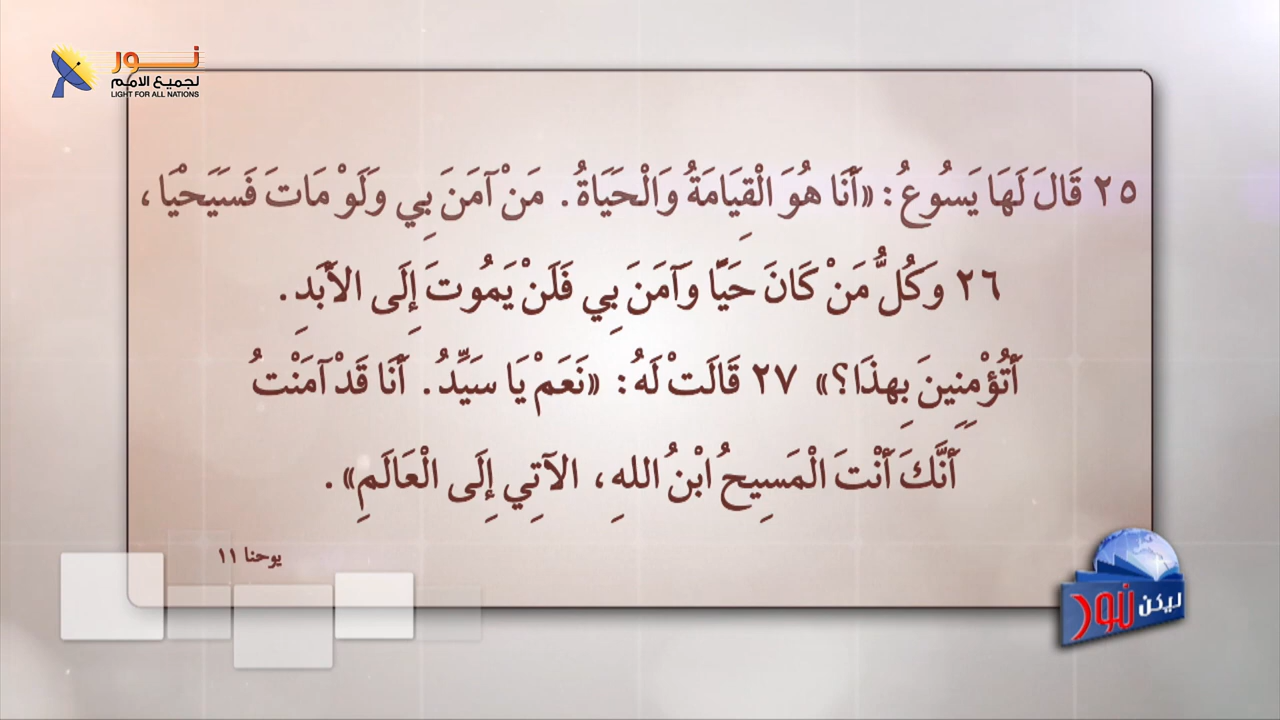 نور
لجميع الامم
LIGHT FOR ALL NATIONS
٢٥ قَالَ لَهَا يَسُوعُ: «أَنَا هُوَ الْقِيَامَةُ وَالْحَيَاةُ. مَنْ آمَنَ بِي وَلَوْ مَاتَ فَسَيَحْيَا،
٢٦ وَكُلُّ مَنْ كَانَ حَيًّا وَآمَنَ بِي فَلَنْ يَمُوتَ إِلَى الأَبَدِ.
أَتُؤْمِنِينَ بِهذَا؟» ٢٧ قَالَتْ لَهُ: «نَعَمْ يَا سَيِّدُ. أَنَا قَدْ آمَنْتُ
أَنَّكَ أَنْتَ الْمَسِيحُ ابْنُ اللهِ، الآتِي إِلَى الْعَالَمِ».
يوحنا ١١
ليكن نور